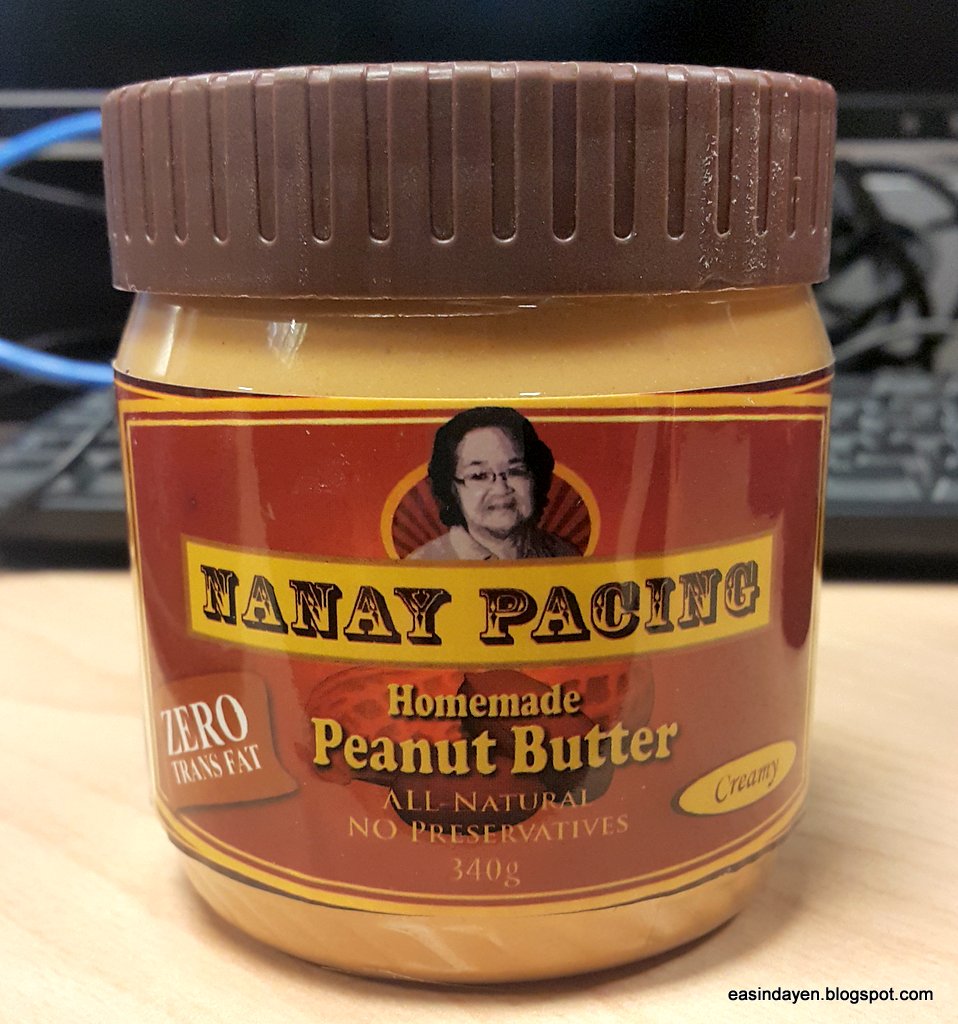 NANAY PACING
Homemade
Peanut Butter
ZERO
TRANS FAT
Creamy
ALL-NATURAL
NO PRESERVATIVES
340g
easindayen.blogspot.com